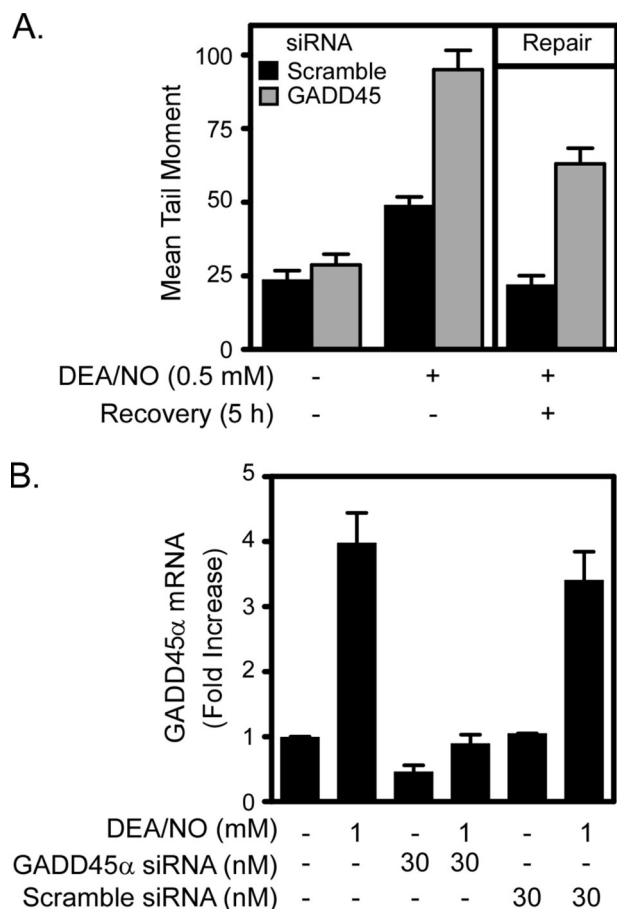 A.
siRNA
Scramble
GADD45
Repair
100
75
50
25
0
Mean Tail Moment
DEA/NO (0.5 mM) - + +
Recovery (5 h) - - +
B.
5
4
3
2
1
0
GADD45α mRNA
(Fold Increase)
DEA/NO (mM) - 1 - 1 - 1
GADD45α siRNA (nM) - - 30 30 - -
Scramble siRNA (nM) - - - - 30 30